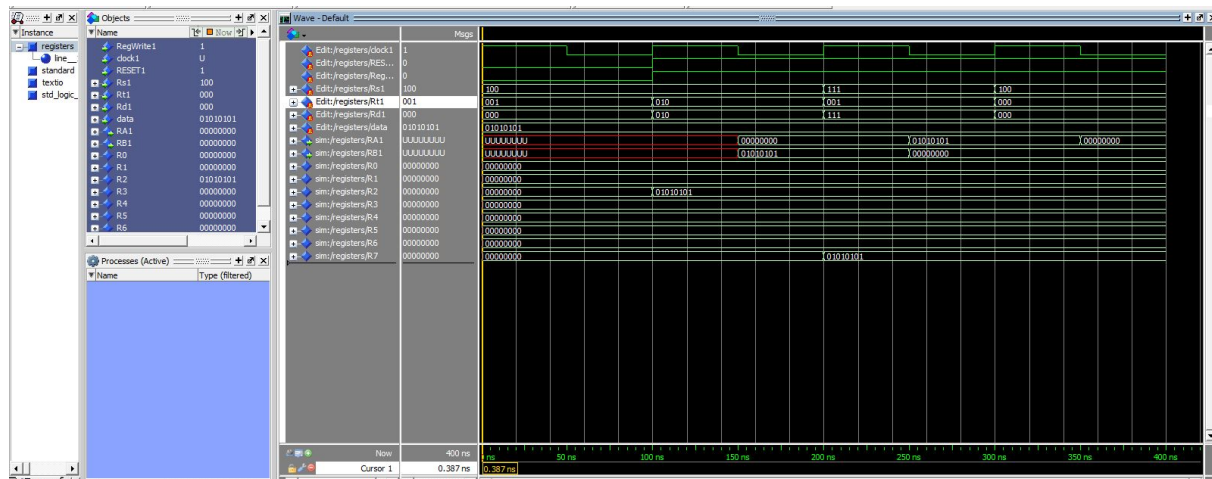 Objects
Wave - Default
Instance
registers
line__
standard
textio
std_logic_
Name Now
RegWrite1 1
clock1 U
RESET1 1
Rs1 100
Rt1 000
Rd1 000
data 01010101
RA1 00000000
RB1 00000000
R0 00000000
R1 00000000
R2 01010101
R3 00000000
R4 00000000
R5 00000000
R6 00000000
Processes (Active)
Name Type (filtered)
Msgs
Edit:/registers/clock1 1
Edit:/registers/RES... 0
Edit:/registers/Reg... 0
Edit:/registers/Rs1 100 100 111 100
Edit:/registers/Rt1 001 001 010 001 000
Edit:/registers/Rd1 000 000 010 111 000
Edit:/registers/data 01010101 01010101
sim:/registers/RA1 UUUUUUUU UUUUUUUU 00000000 01010101 00000000
sim:/registers/RB1 UUUUUUUU UUUUUUUU 01010101 00000000
sim:/registers/R0 00000000 00000000
sim:/registers/R1 00000000 00000000
sim:/registers/R2 00000000 00000000 01010101
sim:/registers/R3 00000000 00000000
sim:/registers/R4 00000000 00000000
sim:/registers/R5 00000000 00000000
sim:/registers/R6 00000000 00000000
sim:/registers/R7 00000000 00000000 01010101
Now 400 ns ns 50 ns 100 ns 150 ns 200 ns 250 ns 300 ns 350 ns 400 ns
Cursor 1 0.387 ns 0.387 ns